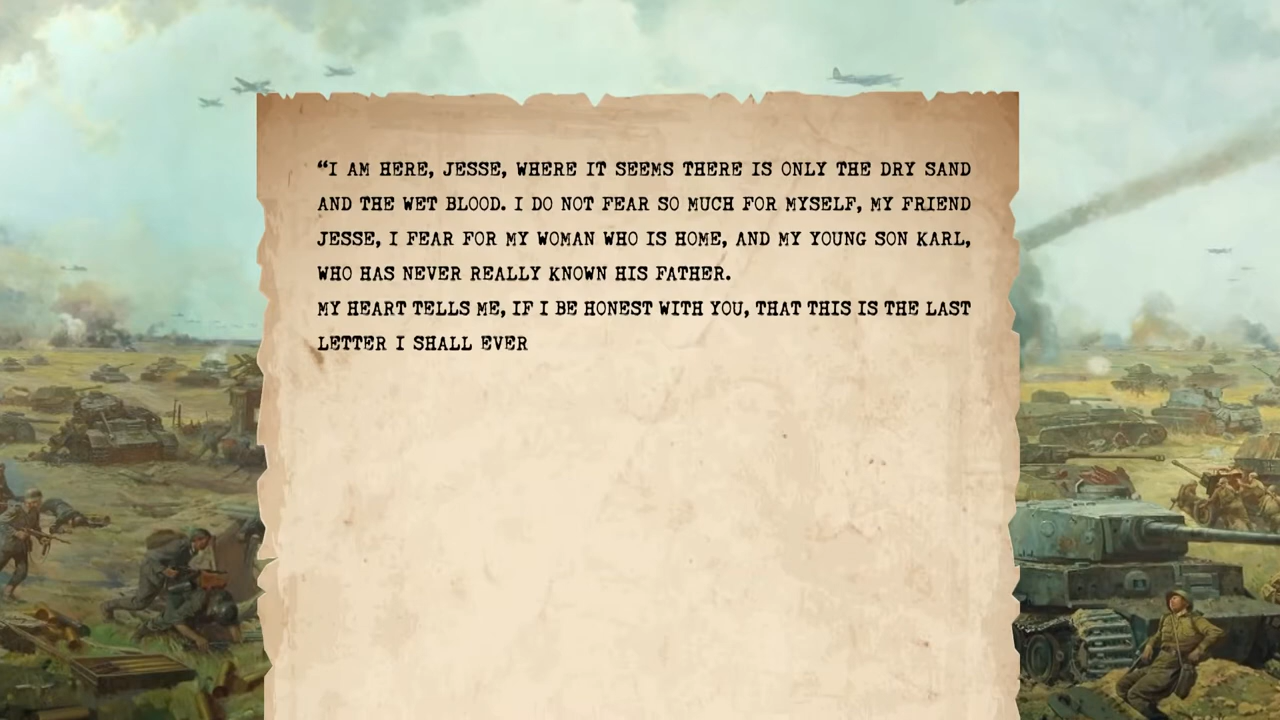 “I AM HERE, JESSE, WHERE IT SEEMS THERE IS ONLY THE DRY SAND
AND THE WET BLOOD. I DO NOT FEAR SO MUCH FOR MYSELF, MY FRIEND
JESSE, I FEAR FOR MY WOMAN WHO IS HOME, AND MY YOUNG SON KARL,
WHO HAS NEVER REALLY KNOWN HIS FATHER.
MY HEART TELLS ME, IF I BE HONEST WITH YOU, THAT THIS IS THE LAST
LETTER I SHALL EVER